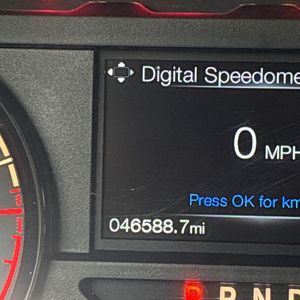 Digital Speedome
0 MPH
Press OK for km
046588.7mi
P R N D